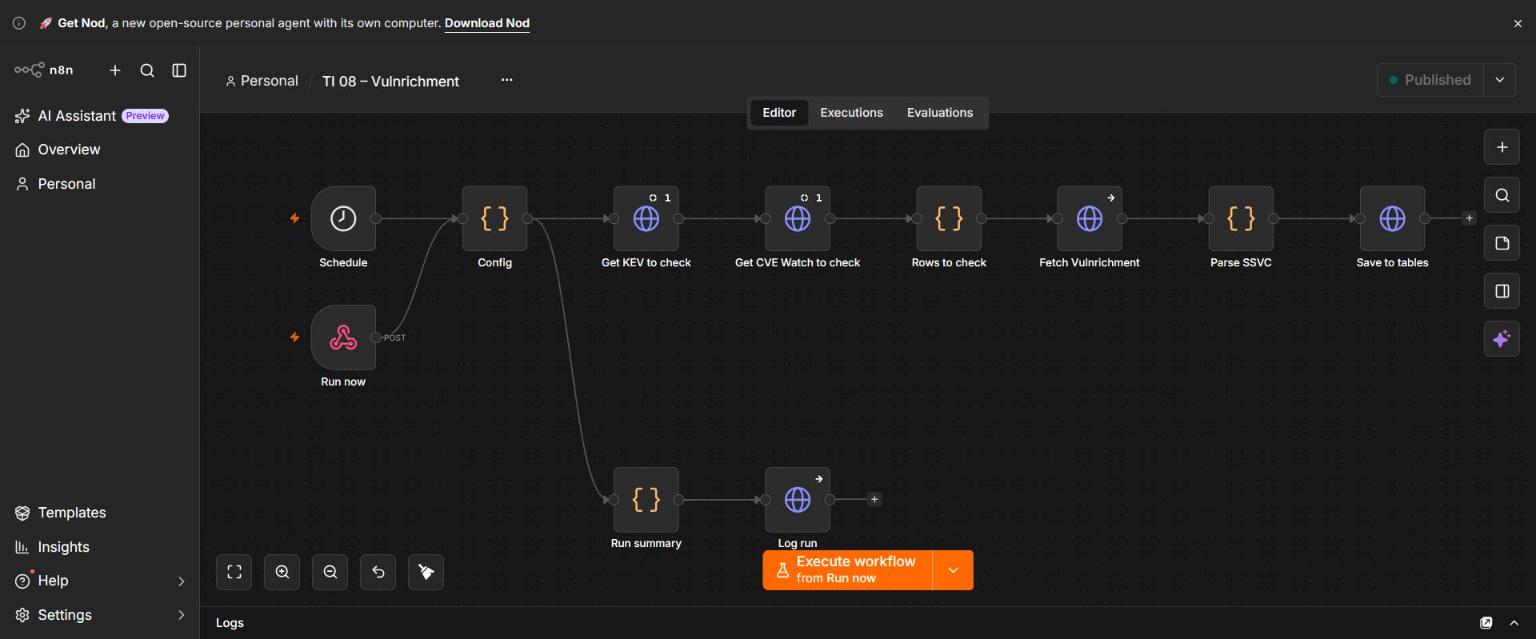 🚀 Get Nod, a new open-source personal agent with its own computer. Download Nod
n8n
Personal / TI 08 – Vulnrichment ...
Published
AI Assistant Preview
Overview
Personal
Editor Executions Evaluations
1
1
Schedule
Config
Get KEV to check
Get CVE Watch to check
Rows to check
Fetch Vulnrichment
Parse SSVC
Save to tables
POST
Run now
Run summary
Log run
Templates
Insights
Help
Settings
Execute workflow
from Run now
Logs